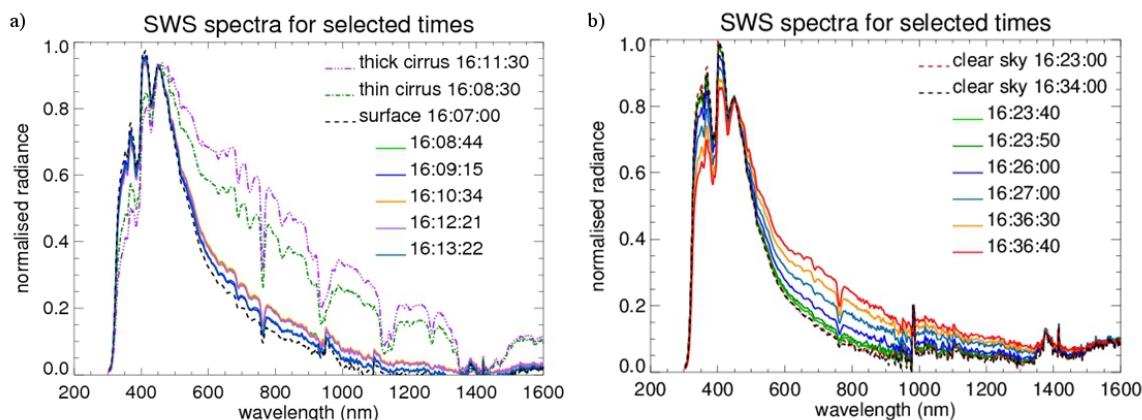 a)
SWS spectra for selected times
normalised radiance
1.0
0.8
0.6
0.4
0.2
0.0
thick cirrus 16:11:30
thin cirrus 16:08:30
surface 16:07:00
16:08:44
16:09:15
16:10:34
16:12:21
16:13:22
200 400 600 800 1000 1200 1400 1600
wavelength (nm)
b)
SWS spectra for selected times
normalised radiance
1.0
0.8
0.6
0.4
0.2
0.0
clear sky 16:23:00
clear sky 16:34:00
16:23:40
16:23:50
16:26:00
16:27:00
16:36:30
16:36:40
200 400 600 800 1000 1200 1400 1600
wavelength (nm)